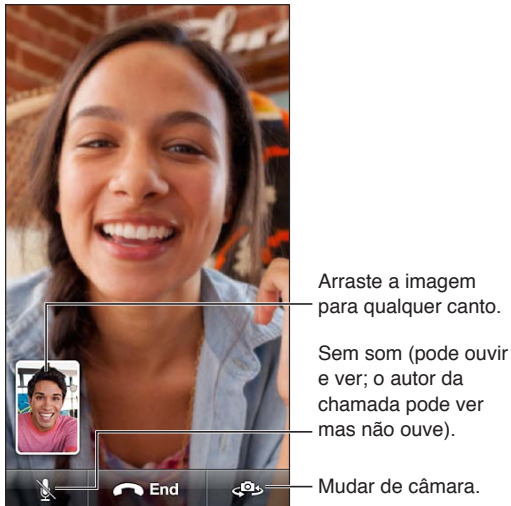 Arraste a imagem
para qualquer canto.
Sem som (pode ouvir
e ver; o autor da
chamada pode ver
mas não ouve).
End
Mudar de câmara.